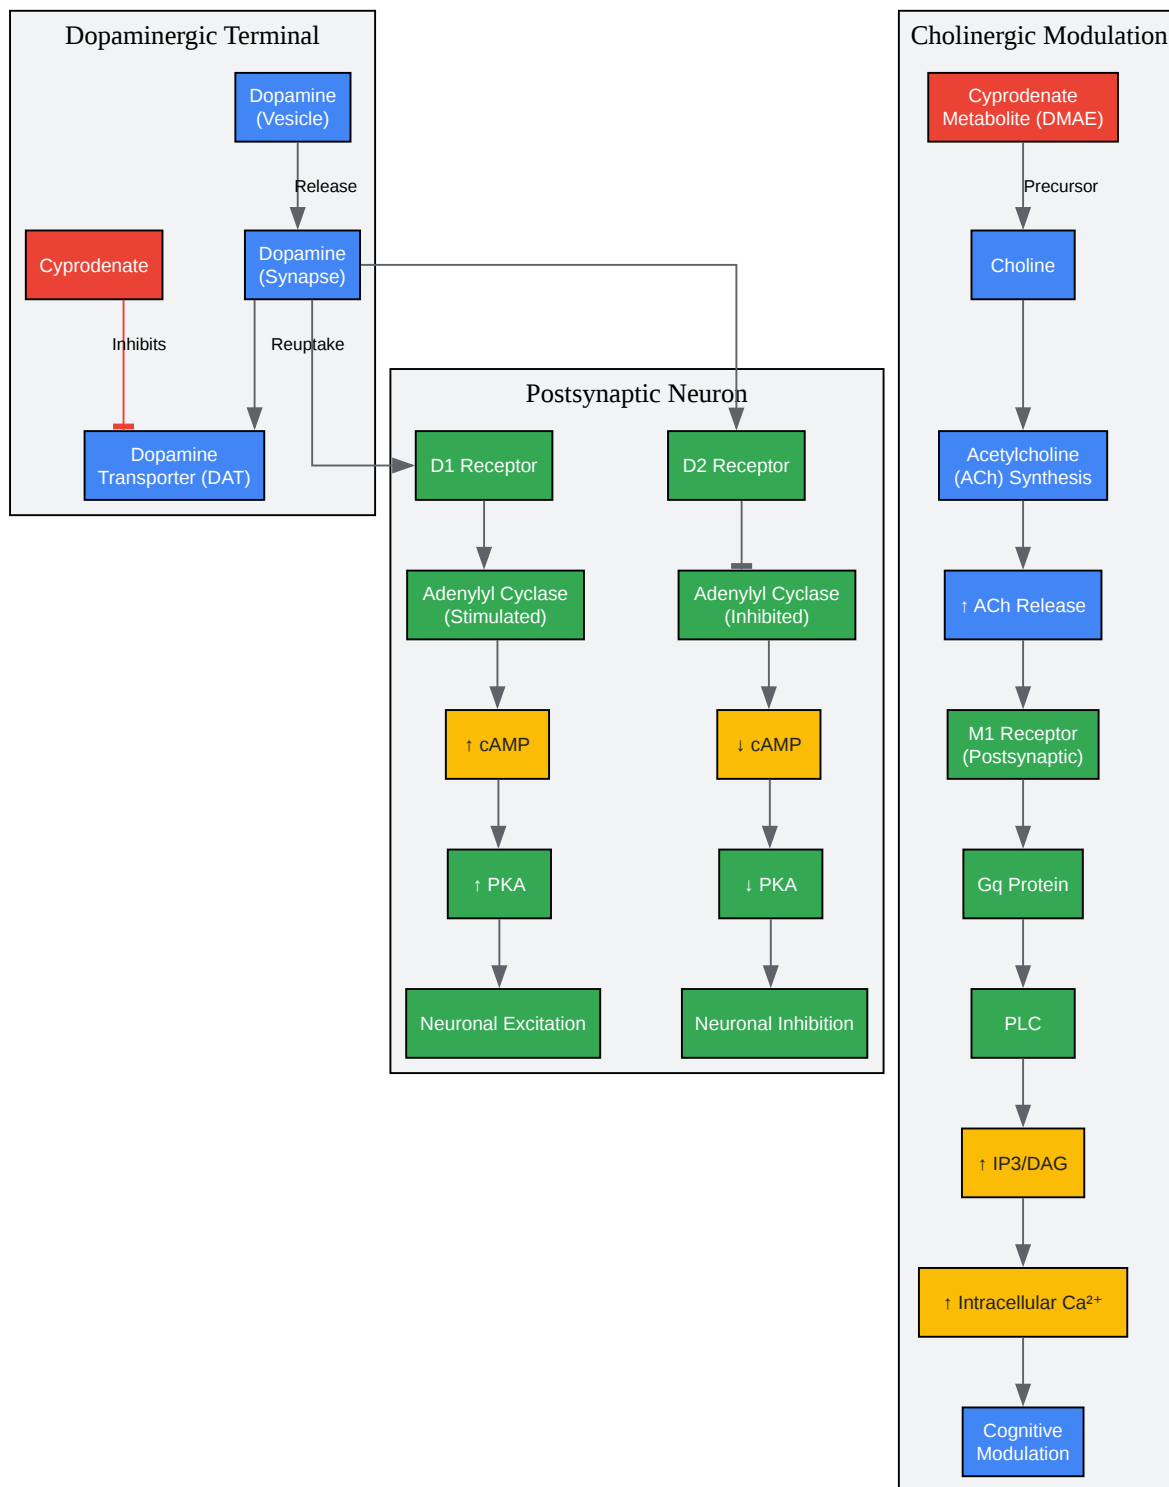 Dopaminergic Terminal
Dopamine
(Vesicle)
Release
Cyprodenate
Dopamine
(Synapse)
Inhibits
Reuptake
Dopamine
Transporter (DAT)
Postsynaptic Neuron
D1 Receptor
D2 Receptor
Adenylyl Cyclase
(Stimulated)
Adenylyl Cyclase
(Inhibited)
↑ cAMP
↓ cAMP
↑ PKA
↓ PKA
Neuronal Excitation
Neuronal Inhibition
Cholinergic Modulation
Cyprodenate
Metabolite (DMAE)
Precursor
Choline
Acetylcholine
(ACh) Synthesis
↑ ACh Release
M1 Receptor
(Postsynaptic)
Gq Protein
PLC
↑ IP3/DAG
↑ Intracellular Ca²⁺
Cognitive
Modulation